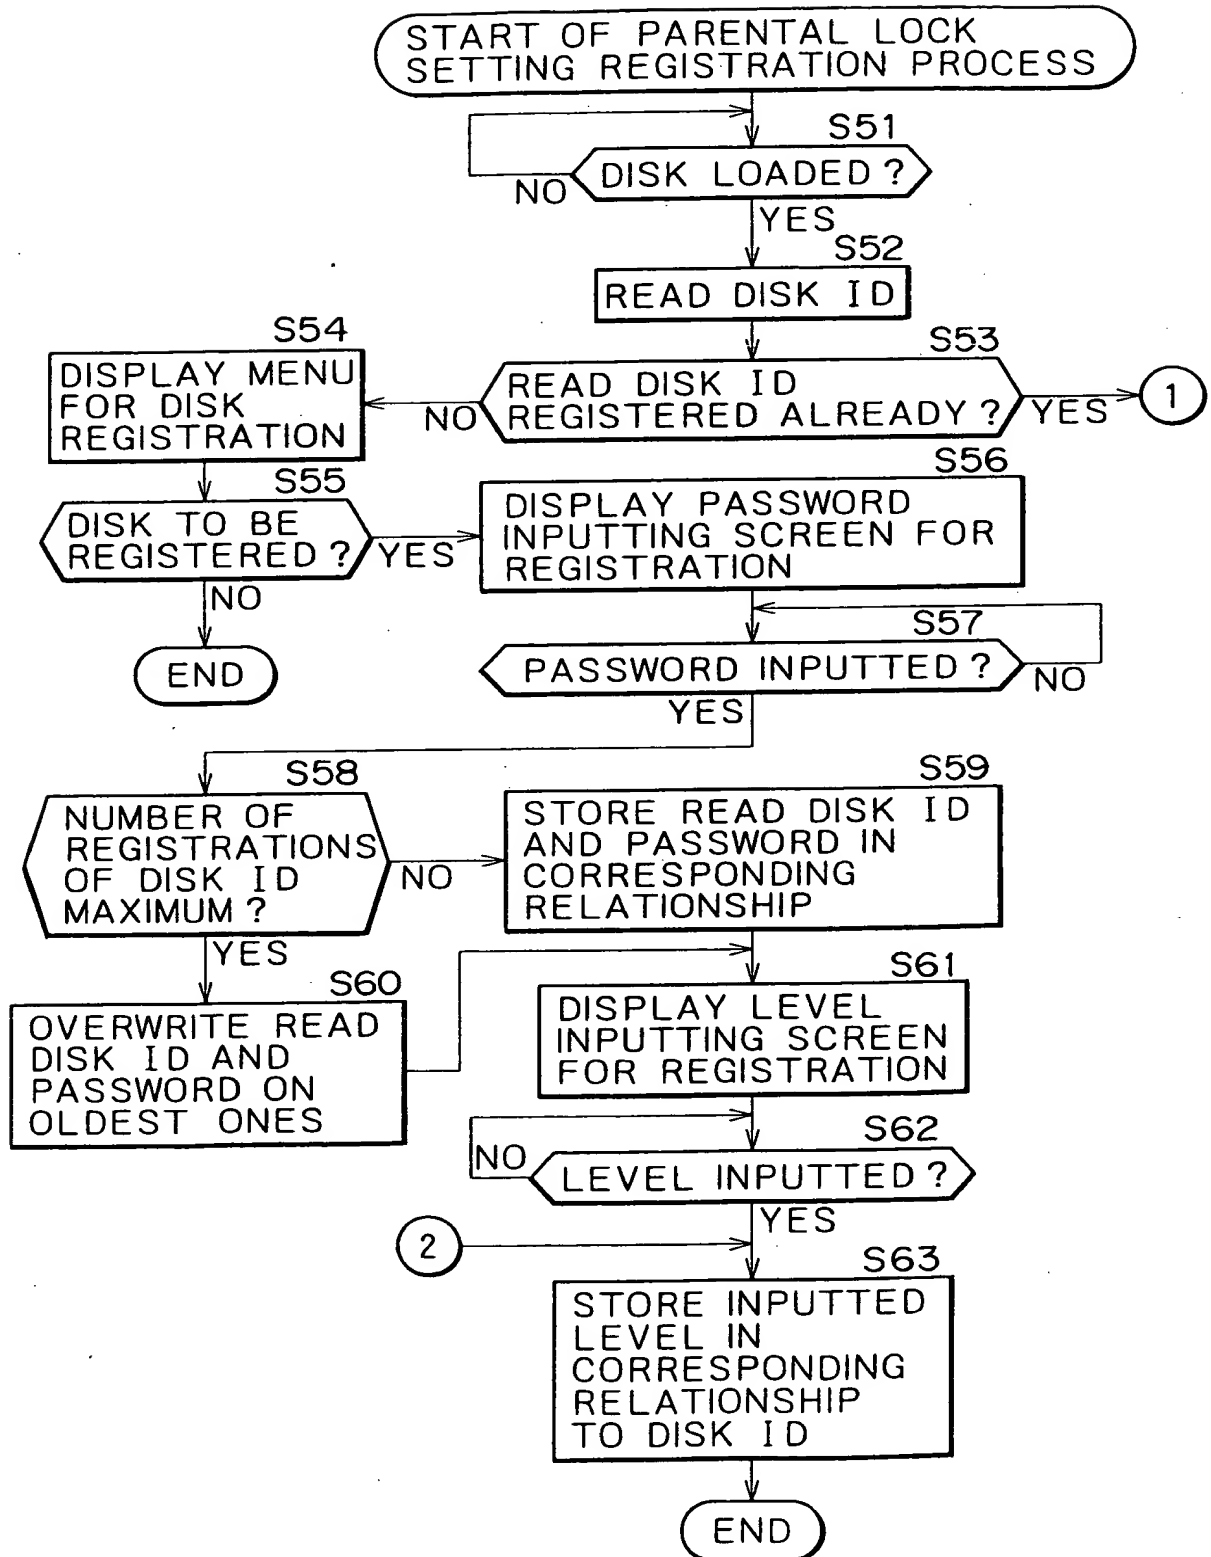 START OF PARENTAL LOCK
SETTING REGISTRATION PROCESS
S51
DISK LOADED ?
NO
YES
S52
READ DISK ID
S53
READ DISK ID
REGISTERED ALREADY ?
NO
YES
1
S54
DISPLAY MENU
FOR DISK
REGISTRATION
S55
DISK TO BE
REGISTERED ?
YES
NO
END
S56
DISPLAY PASSWORD
INPUTTING SCREEN FOR
REGISTRATION
S57
PASSWORD INPUTTED ?
NO
YES
S58
NUMBER OF
REGISTRATIONS
OF DISK ID
MAXIMUM ?
NO
YES
S59
STORE READ DISK ID
AND PASSWORD IN
CORRESPONDING
RELATIONSHIP
S60
OVERWRITE READ
DISK ID AND
PASSWORD ON
OLDEST ONES
S61
DISPLAY LEVEL
INPUTTING SCREEN
FOR REGISTRATION
S62
NO
LEVEL INPUTTED ?
YES
2
S63
STORE INPUTTED
LEVEL IN
CORRESPONDING
RELATIONSHIP
TO DISK ID
END